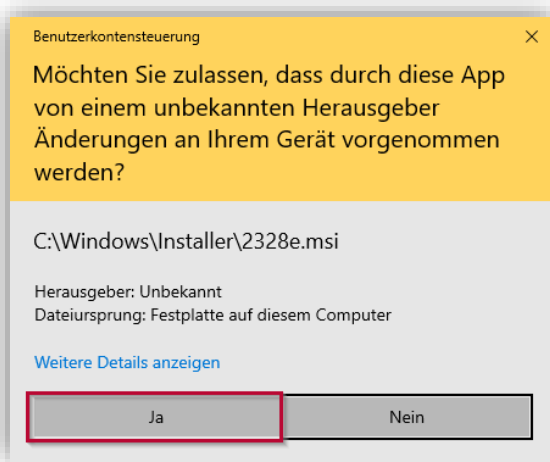 Benutzerkontensteuerung
Möchten Sie zulassen, dass durch diese App
von einem unbekannten Herausgeber
Änderungen an Ihrem Gerät vorgenommen
werden?
C:\Windows\Installer\2328e.msi
Herausgeber: Unbekannt
Dateiursprung: Festplatte auf diesem Computer
Weitere Details anzeigen
Ja
Nein